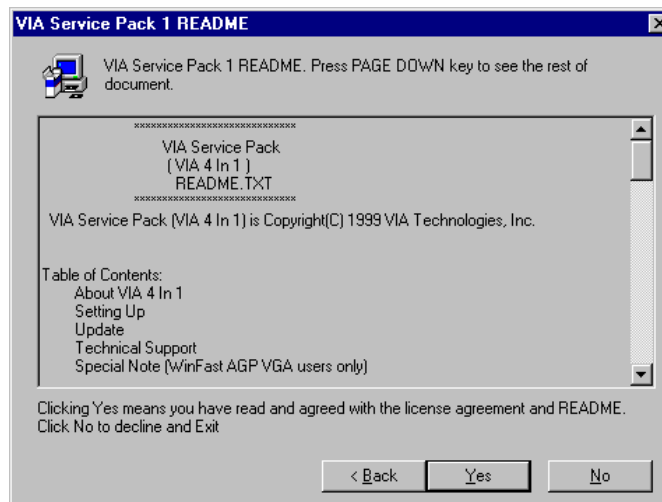 VIA Service Pack 1 README
VIA Service Pack 1 README. Press PAGE DOWN key to see the rest of
document.
xxxxxxxxxxxxxxxxxxxxxxxxxxxxx
VIA Service Pack
( VIA 4 In 1 )
README.TXT
xxxxxxxxxxxxxxxxxxxxxxxxxxxxx
VIA Service Pack (VIA 4 In 1) is Copyright(C) 1999 VIA Technologies, Inc.
Table of Contents:
About VIA 4 In 1
Setting Up
Update
Technical Support
Special Note (WinFast AGP VGA users only)
Clicking Yes means you have read and agreed with the license agreement and README.
Click No to decline and Exit
< Back
Yes
No